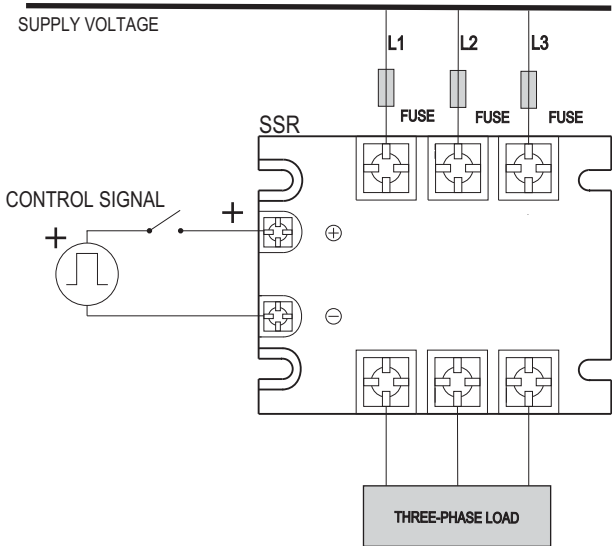 SUPPLY VOLTAGE
L1 L2 L3
FUSE FUSE FUSE
SSR
CONTROL SIGNAL
+ +
+
−
THREE-PHASE LOAD